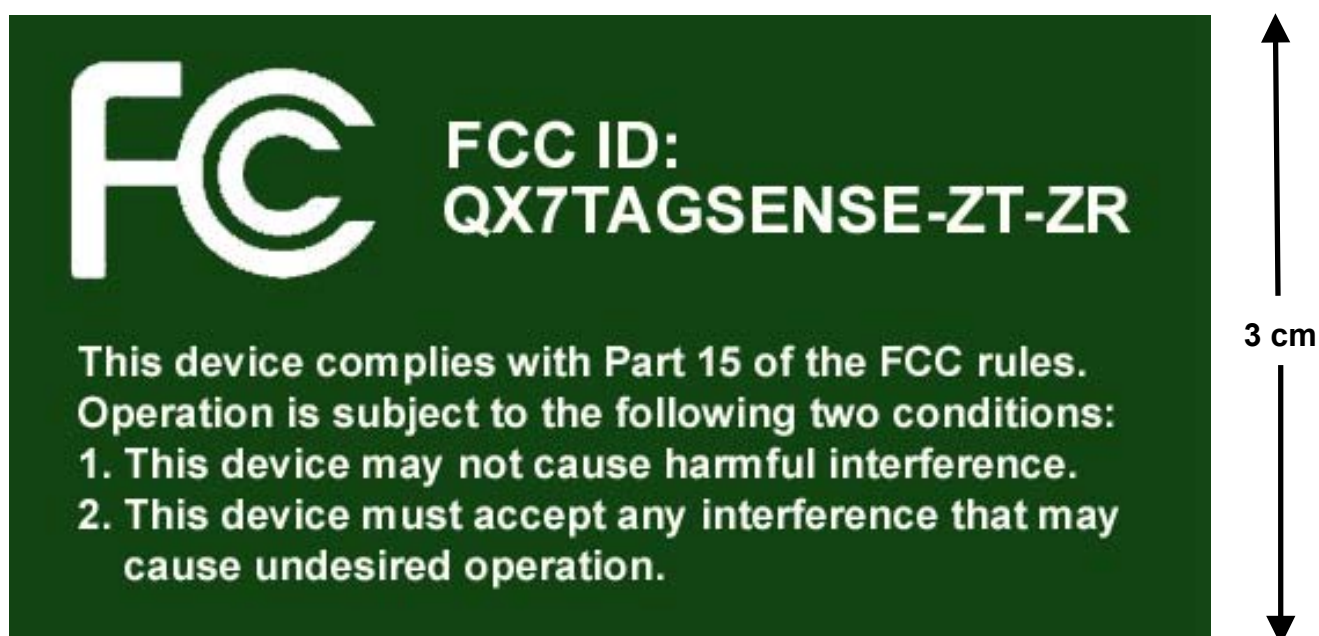 FCC
FCC ID:
QX7TAGSENSE-ZT-ZR
3 cm
This device complies with Part 15 of the FCC rules.
Operation is subject to the following two conditions:
1. This device may not cause harmful interference.
2. This device must accept any interference that may
cause undesired operation.